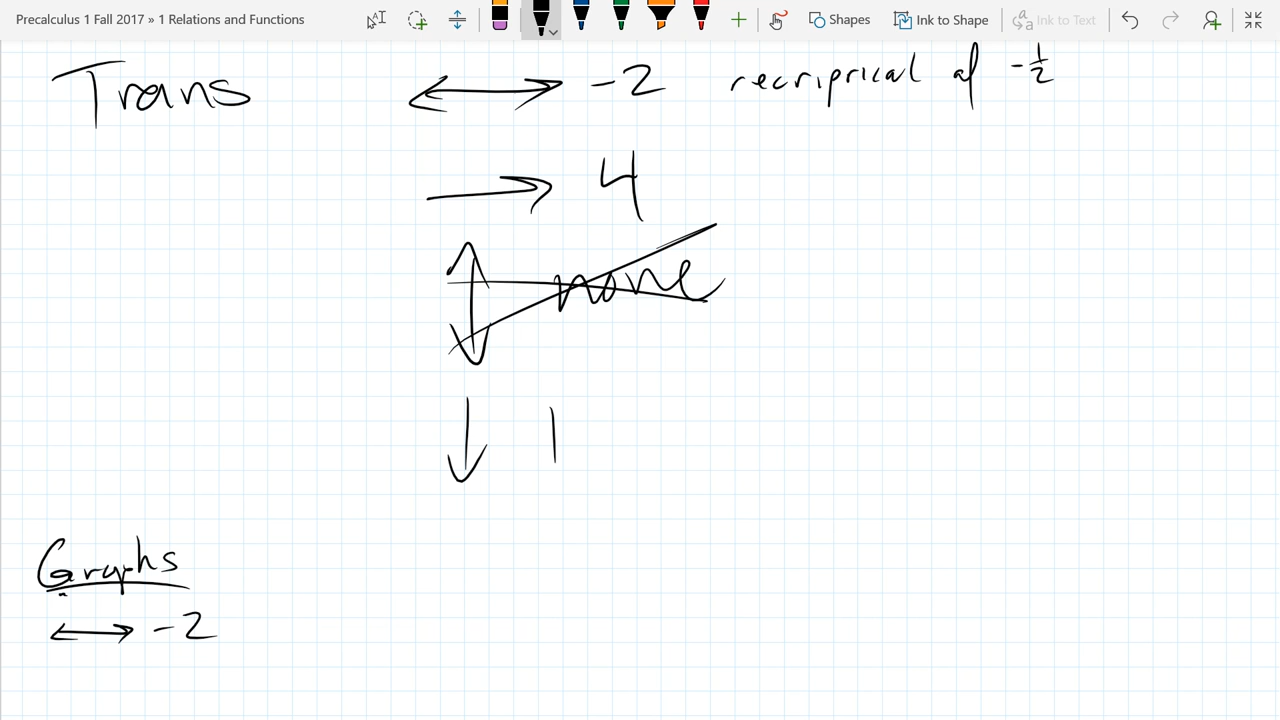 Precalculus 1 Fall 2017 » 1 Relations and Functions
Shapes
Ink to Shape
Ink to Text
Trans ↔ -2 recriprical of -1/2
→ 4
↕ none
↓ 1
Graphs
↔ -2